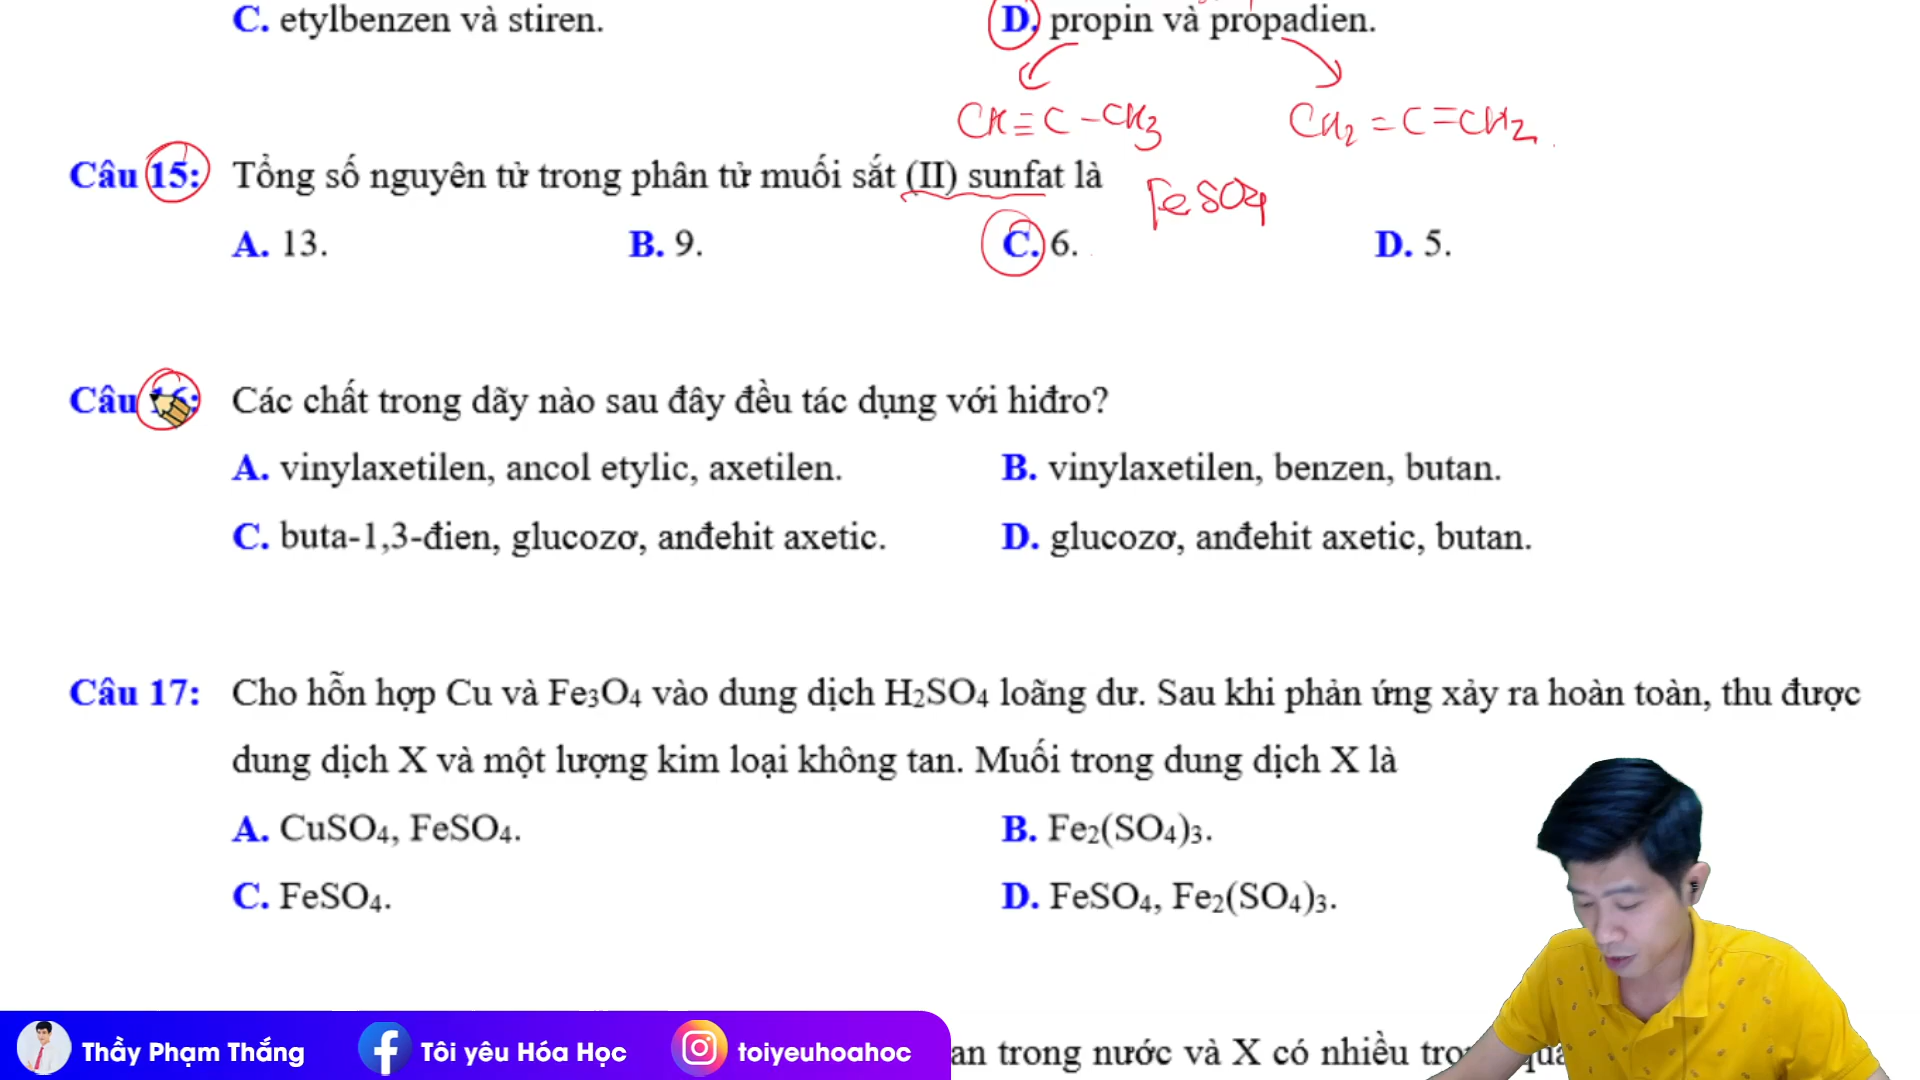 C. etylbenzen và stiren. D. propin và propadien.
CH≡C-CH3 CH2=C=CH2
Câu 15: Tổng số nguyên tử trong phân tử muối sắt (II) sunfat là FeSO4
A. 13. B. 9. C. 6. D. 5.
Câu 16: Các chất trong dãy nào sau đây đều tác dụng với hiđro?
A. vinylaxetilen, ancol etylic, axetilen. B. vinylaxetilen, benzen, butan.
C. buta-1,3-đien, glucozơ, anđehit axetic. D. glucozơ, anđehit axetic, butan.
Câu 17: Cho hỗn hợp Cu và Fe3O4 vào dung dịch H2SO4 loãng dư. Sau khi phản ứng xảy ra hoàn toàn, thu được
dung dịch X và một lượng kim loại không tan. Muối trong dung dịch X là
A. CuSO4, FeSO4. B. Fe2(SO4)3.
C. FeSO4. D. FeSO4, Fe2(SO4)3.
Thầy Phạm Thắng Tôi yêu Hóa Học toiyeuhoahoc an trong nước và X có nhiều